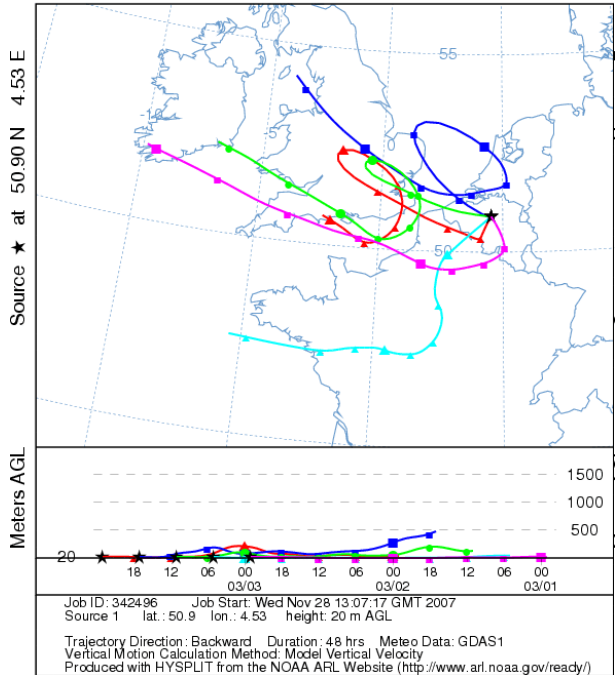 Source ★ at 50.90 N 4.53 E
55
-15
-5
0
5
50
Meters AGL
1500
1000
500
20
18 12 06 00 18 12 06 00 18 12 06 00
03/03 03/02 03/01
Job ID: 342496 Job Start: Wed Nov 28 13:07:17 GMT 2007
Source 1 lat.: 50.9 lon.: 4.53 height: 20 m AGL
Trajectory Direction: Backward Duration: 48 hrs Meteo Data: GDAS1
Vertical Motion Calculation Method: Model Vertical Velocity
Produced with HYSPLIT from the NOAA ARL Website (http://www.arl.noaa.gov/ready/)